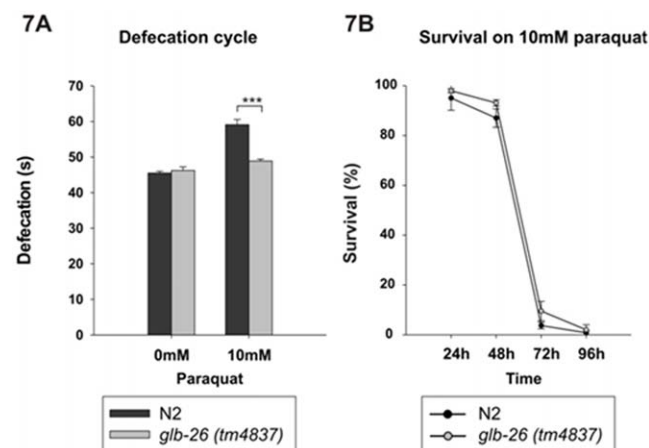 7A
Defecation cycle
Defecation (s)
70
60
50
40
30
20
10
0
***
0mM 10mM
Paraquat
N2
glb-26 (tm4837)
7B
Survival on 10mM paraquat
Survival (%)
100
80
60
40
20
0
24h 48h 72h 96h
Time
N2
glb-26 (tm4837)